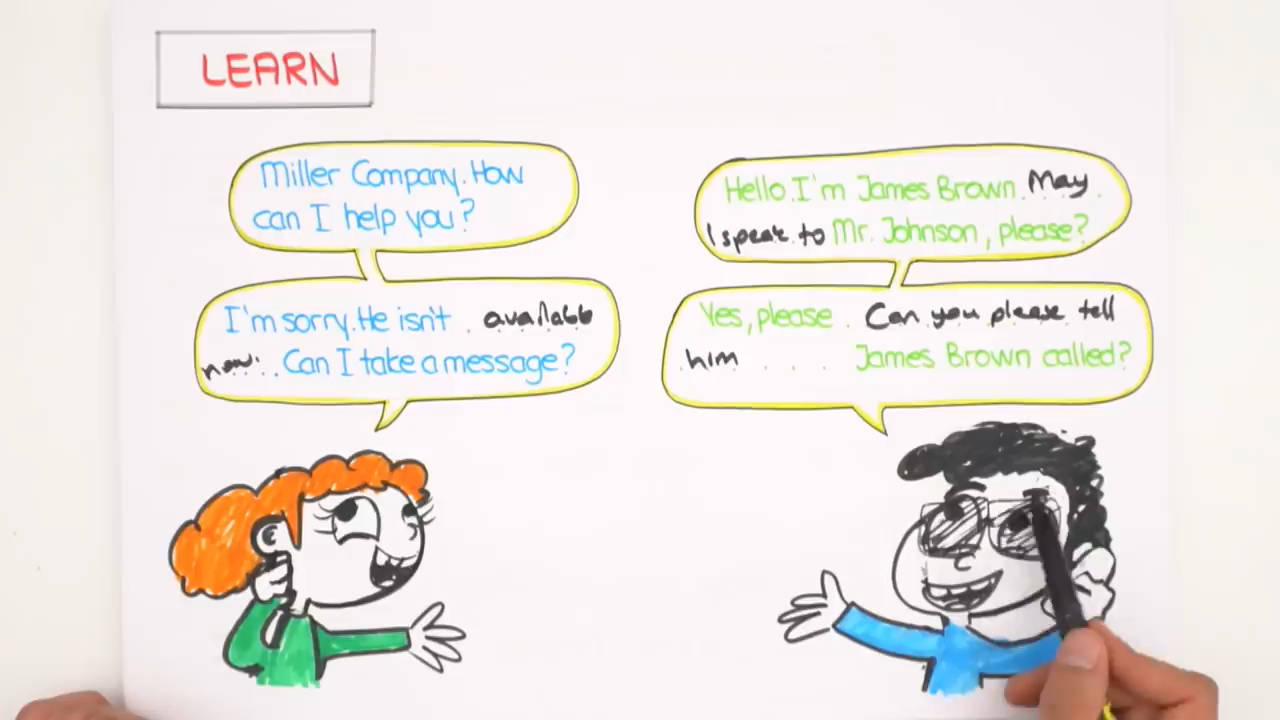 LEARN
Miller Company. How
can I help you?
Hello. I'm James Brown. May
I speak to Mr. Johnson, please?
I'm sorry. He isn't available
now. Can I take a message?
Yes, please. Can you please tell
him James Brown called?